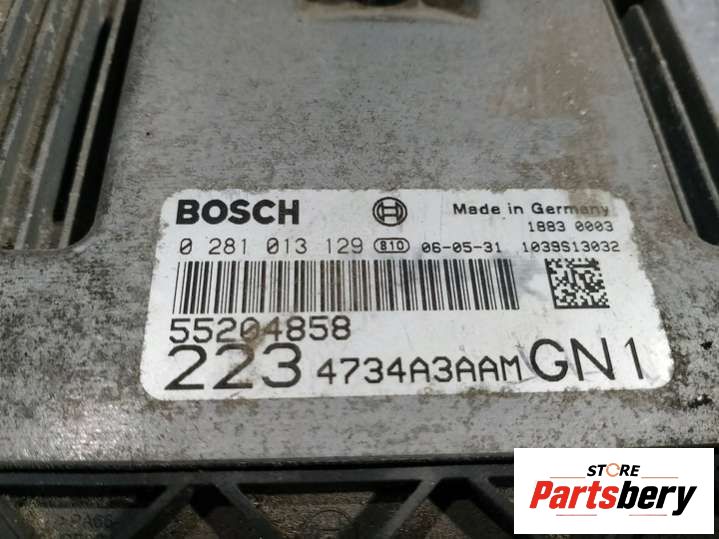 BOSCH Made in Germany
1883 0003
0 281 013 129 810 06-05-31 1039S13032
55204858
223 4734A3AAM GN1
>PA66
STORE
Partsbery